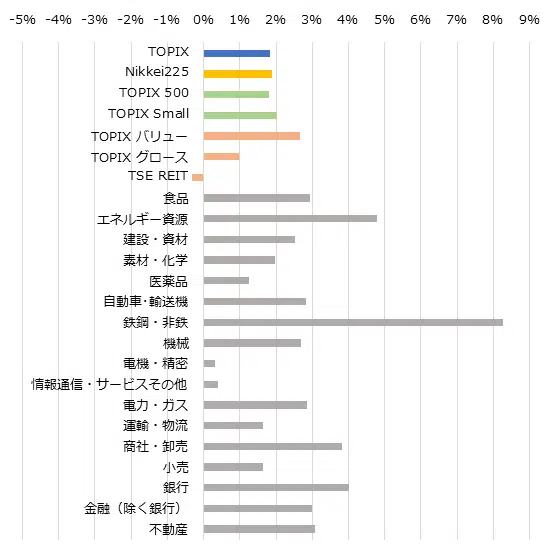 -5% -4% -3% -2% -1% 0% 1% 2% 3% 4% 5% 6% 7% 8% 9%
TOPIX
Nikkei225
TOPIX 500
TOPIX Small
TOPIX バリュー
TOPIX グロース
TSE REIT
食品
エネルギー資源
建設・資材
素材・化学
医薬品
自動車･輸送機
鉄鋼・非鉄
機械
電機・精密
情報通信・サービスその他
電力・ガス
運輸・物流
商社・卸売
小売
銀行
金融（除く銀行）
不動産